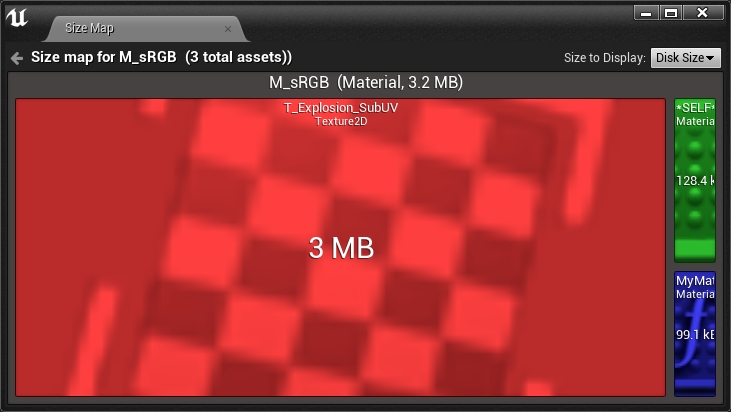 Size Map
Size map for M_sRGB (3 total assets))
Size to Display: Disk Size
M_sRGB (Material, 3.2 MB)
T_Explosion_SubUV
Texture2D
3 MB
*SELF*
Materia
128.4 k
MyMat
Materia
99.1 kB